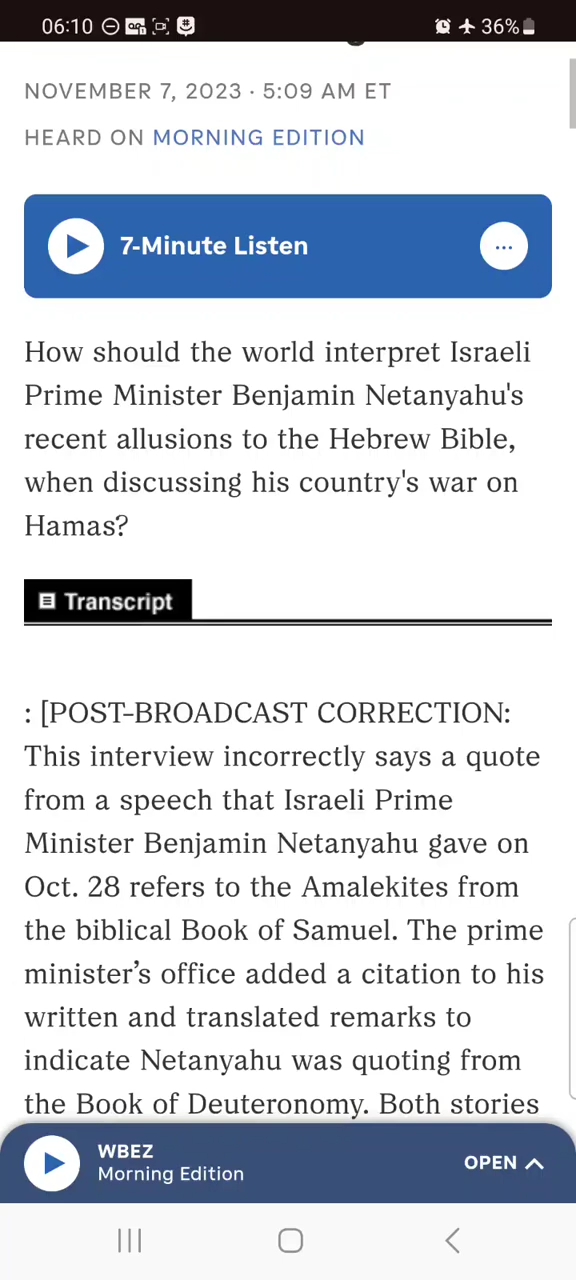 06:10
36%
NOVEMBER 7, 2023 · 5:09 AM ET
HEARD ON MORNING EDITION
7-Minute Listen
How should the world interpret Israeli
Prime Minister Benjamin Netanyahu's
recent allusions to the Hebrew Bible,
when discussing his country's war on
Hamas?
Transcript
: [POST-BROADCAST CORRECTION:
This interview incorrectly says a quote
from a speech that Israeli Prime
Minister Benjamin Netanyahu gave on
Oct. 28 refers to the Amalekites from
the biblical Book of Samuel. The prime
minister’s office added a citation to his
written and translated remarks to
indicate Netanyahu was quoting from
the Book of Deuteronomy. Both stories
WBEZ
Morning Edition
OPEN